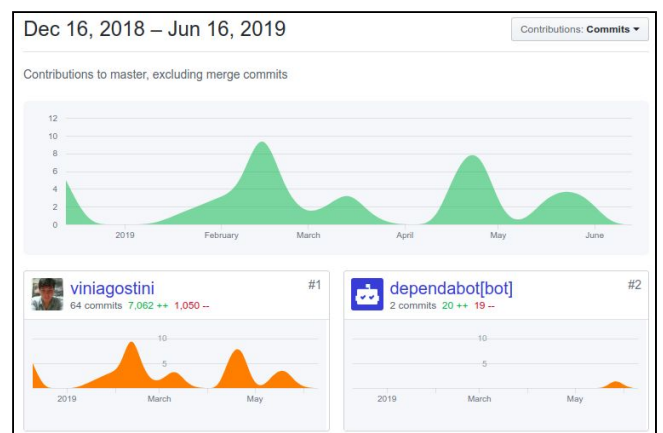 Dec 16, 2018 – Jun 16, 2019
Contributions: Commits
Contributions to master, excluding merge commits
12
10
8
6
4
2
0
2019 February March April May June
viniagostini #1
64 commits 7,062 ++ 1,050 --
10
5
2019 March May
dependabot[bot] #2
2 commits 20 ++ 19 --
10
5
2019 March May